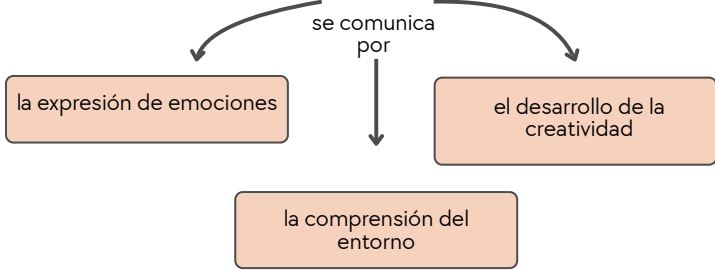 se comunica
por
la expresión de emociones
el desarrollo de la
creatividad
la comprensión del
entorno